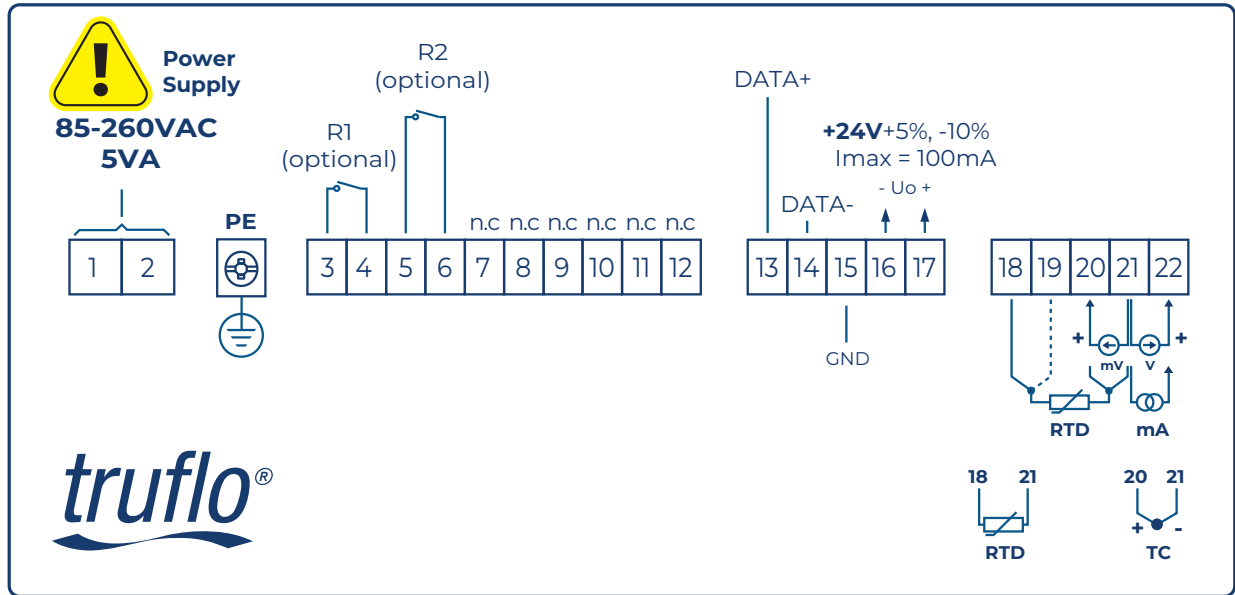 Power
Supply
85-260VAC
5VA
PE
R1
(optional)
R2
(optional)
DATA+
DATA-
+24V+5%, -10%
Imax = 100mA
- Uo +
n.c n.c n.c n.c n.c n.c
1 2
3 4 5 6 7 8 9 10 11 12
13 14 15 16 17
18 19 20 21 22
GND
+ +
mV V
RTD mA
18 21
RTD
20 21
+ -
TC
truflo®